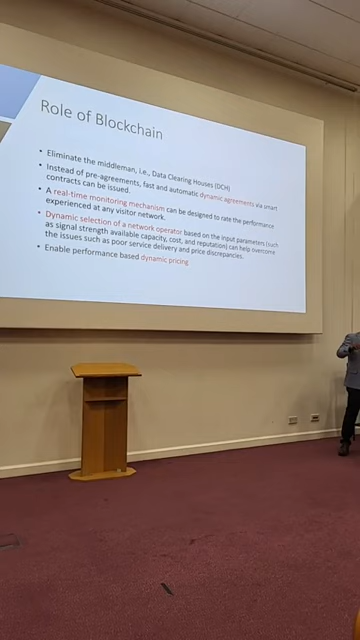 Role of Blockchain
• Eliminate the middleman, i.e., Data Clearing Houses (DCH)
• Instead of pre-agreements, fast and automatic dynamic agreements via smart
contracts can be issued.
• A real-time monitoring mechanism can be designed to rate the performance
experienced at any visitor network.
• Dynamic selection of a network operator based on the input parameters (such
as signal strength available capacity, cost, and reputation) can help overcome
the issues such as poor service delivery and price discrepancies.
• Enable performance based dynamic pricing